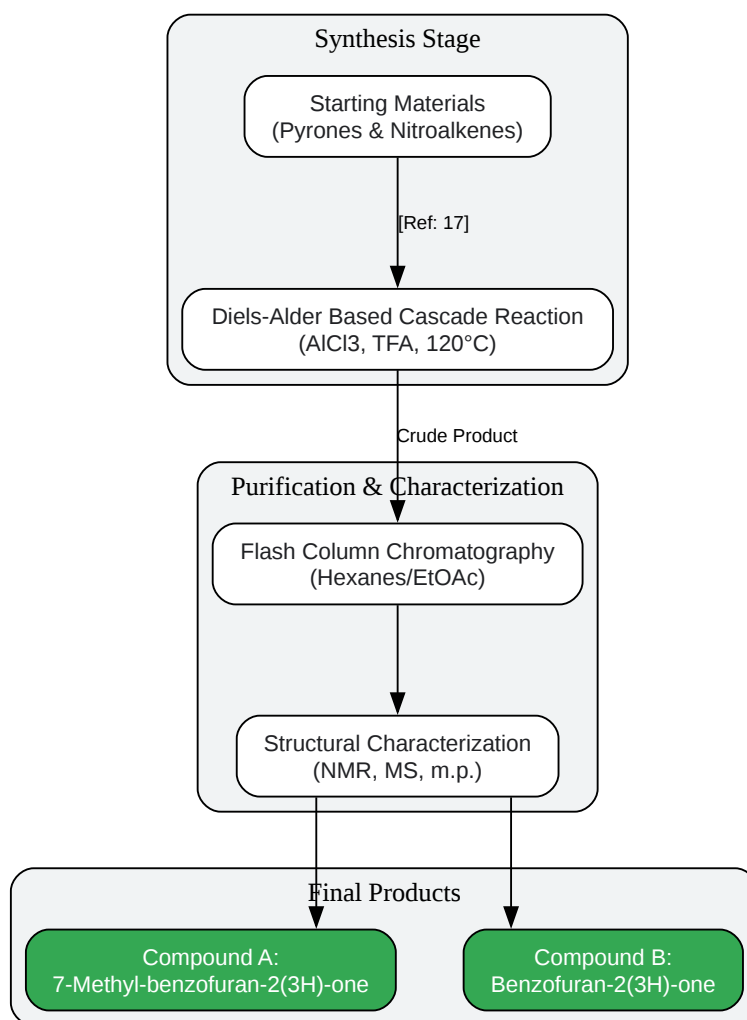 Synthesis Stage
Starting Materials
(Pyrones & Nitroalkenes)
[Ref: 17]
Diels-Alder Based Cascade Reaction
(AlCl3, TFA, 120°C)
Crude Product
Purification & Characterization
Flash Column Chromatography
(Hexanes/EtOAc)
Structural Characterization
(NMR, MS, m.p.)
Final Products
Compound A:
7-Methyl-benzofuran-2(3H)-one
Compound B:
Benzofuran-2(3H)-one